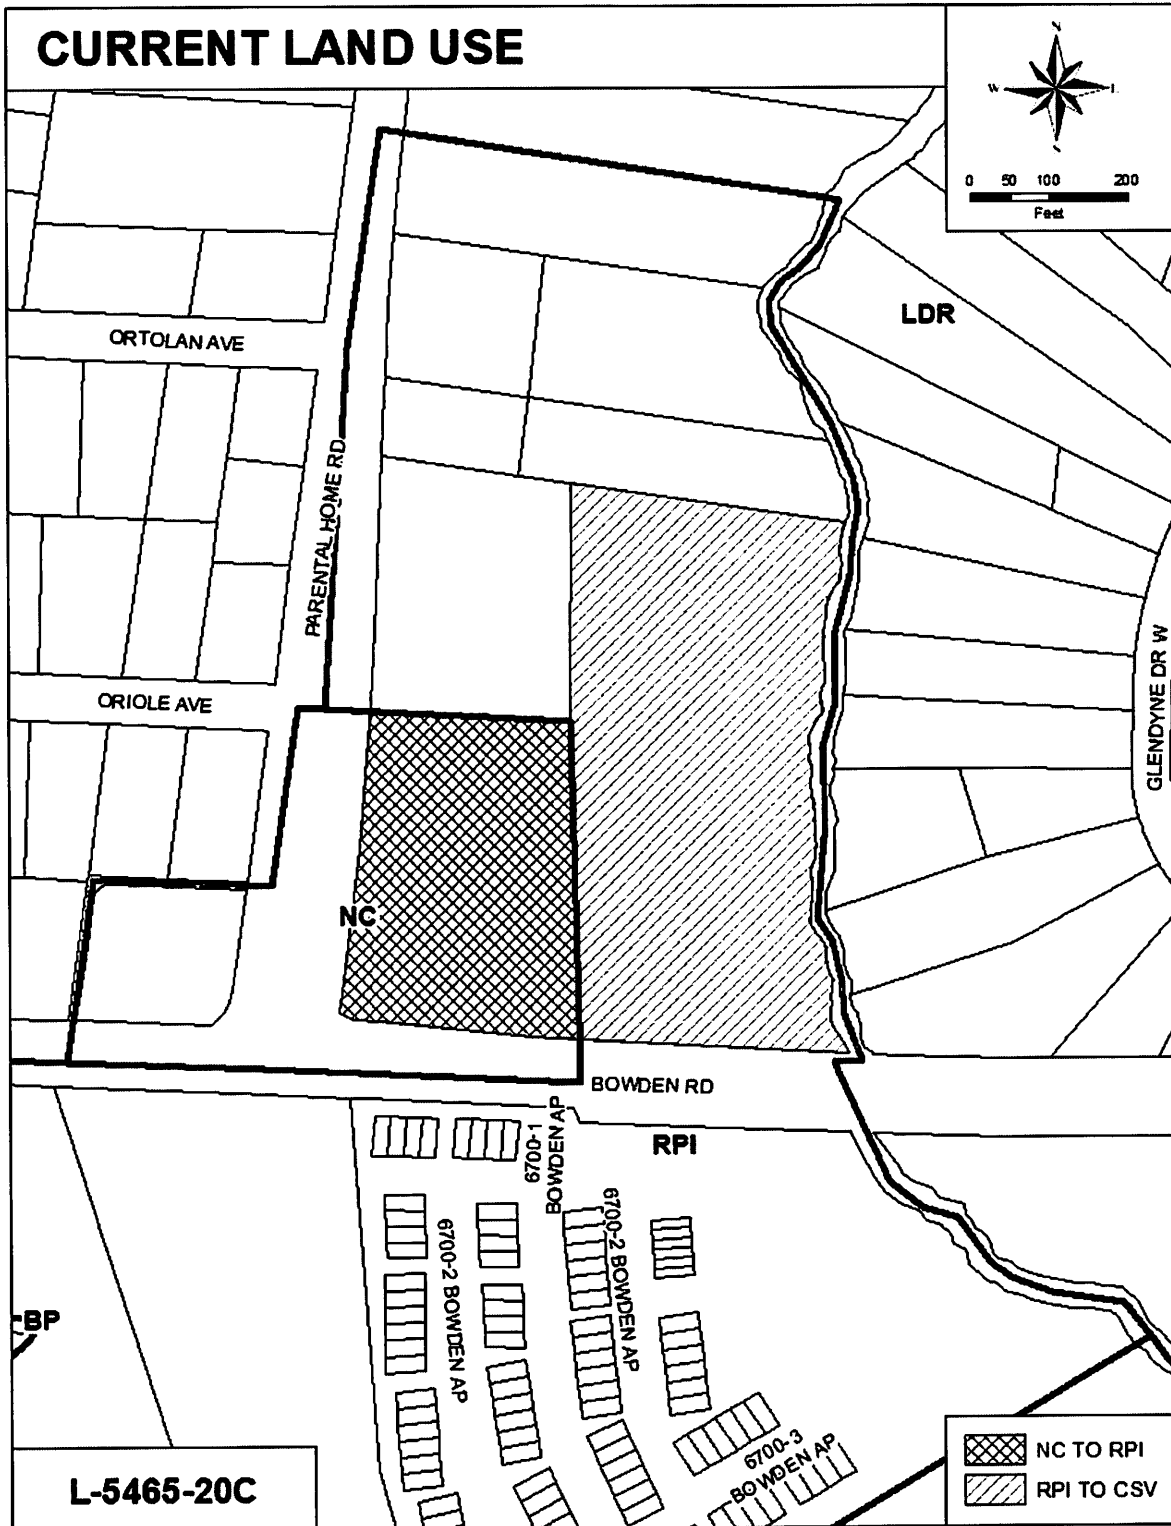 CURRENT LAND USE
N
W
0 50 100 200
Feet
LDR
ORTOLAN AVE
PARENTAL HOME RD
ORIOLE AVE
GLENDYNE DR W
NC
BOWDEN RD
RPI
6700-1
BOWDEN AP
6700-2 BOWDEN AP
6700-2 BOWDEN AP
6700-3
BOWDEN AP
BP
L-5465-20C
NC TO RPI
RPI TO CSV